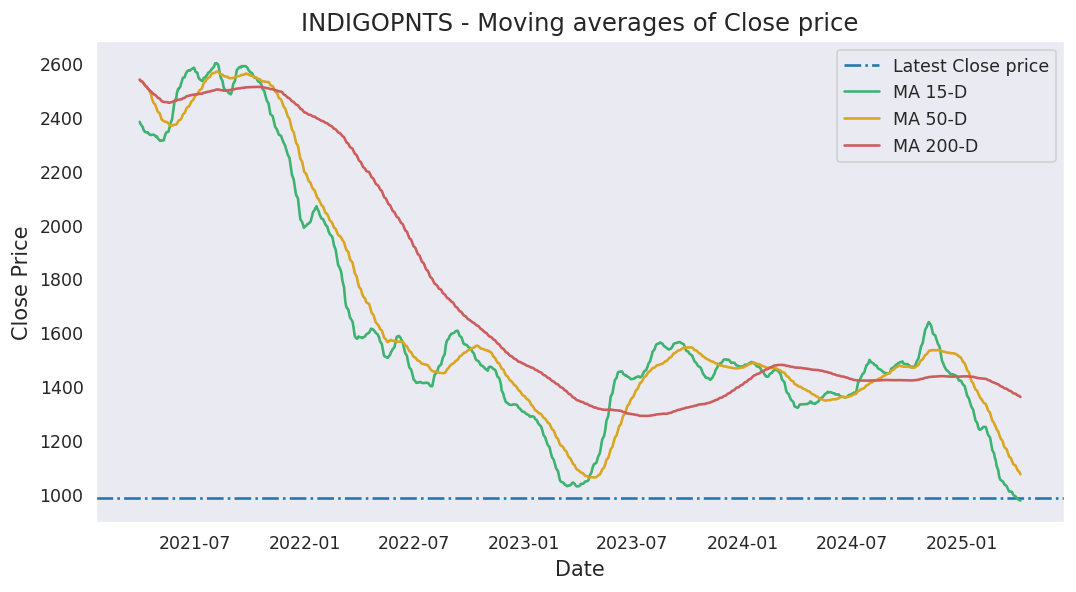 INDIGOPNTS - Moving averages of Close price
Latest Close price
MA 15-D
MA 50-D
MA 200-D
Close Price
2600
2400
2200
2000
1800
1600
1400
1200
1000
2021-07 2022-01 2022-07 2023-01 2023-07 2024-01 2024-07 2025-01
Date